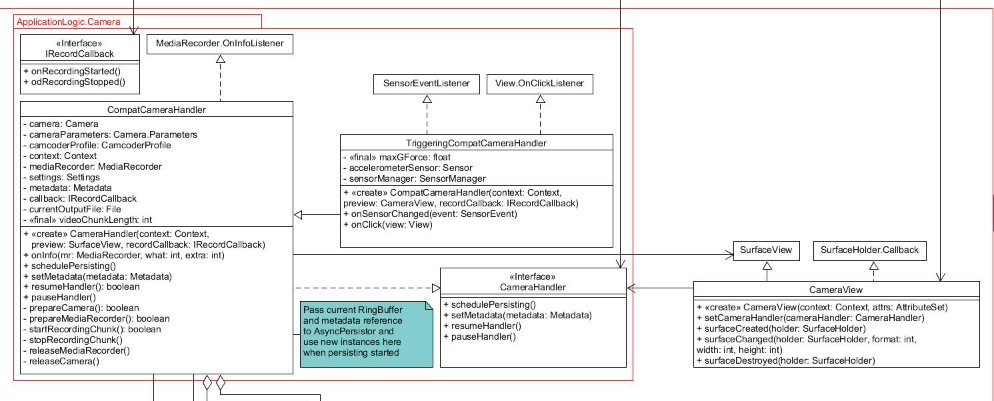 ApplicationLogic.Camera
«Interface»
IRecordCallback
+ onRecordingStarted()
+ odRecordingStopped()
MediaRecorder.OnInfoListener
CompatCameraHandler
- camera: Camera
- cameraParameters: Camera.Parameters
- camcoderProfile: CamcoderProfile
- context: Context
- mediaRecorder: MediaRecorder
- settings: Settings
- metadata: Metadata
- callback: IRecordCallback
- currentOutputFile: File
- «final» videoChunkLength: int
+ «create» CameraHandler(context: Context,
preview: SurfaceView, recordCallback: IRecordCallback)
+ onInfo(mr: MediaRecorder, what: int, extra: int)
+ schedulePersisting()
+ setMetadata(metadata: Metadata)
+ resumeHandler(): boolean
+ pauseHandler()
- prepareCamera(): boolean
- prepareMediaRecorder(): boolean
- startRecordingChunk(): boolean
- stopRecordingChunk()
- releaseMediaRecorder()
- releaseCamera()
SensorEventListener
View.OnClickListener
TriggeringCompatCameraHandler
- «final» maxGForce: float
- accelerometerSensor: Sensor
- sensorManager: SensorManager
+ «create» CompatCameraHandler(context: Context,
preview: CameraView, recordCallback: IRecordCallback)
+ onSensorChanged(event: SensorEvent)
+ onClick(view: View)
«Interface»
CameraHandler
+ schedulePersisting()
+ setMetadata(metadata: Metadata)
+ resumeHandler()
+ pauseHandler()
Pass current RingBuffer
and metadata reference
to AsyncPersistor and
use new instances here
when persisting started
SurfaceView
SurfaceHolder.Callback
CameraView
+ «create» CameraView(context: Context, attrs: AttributeSet)
+ setCameraHandler(cameraHandler: CameraHandler)
+ surfaceCreated(holder: SurfaceHolder)
+ surfaceChanged(holder: SurfaceHolder, format: int,
width: int, height: int)
+ surfaceDestroyed(holder: SurfaceHolder)